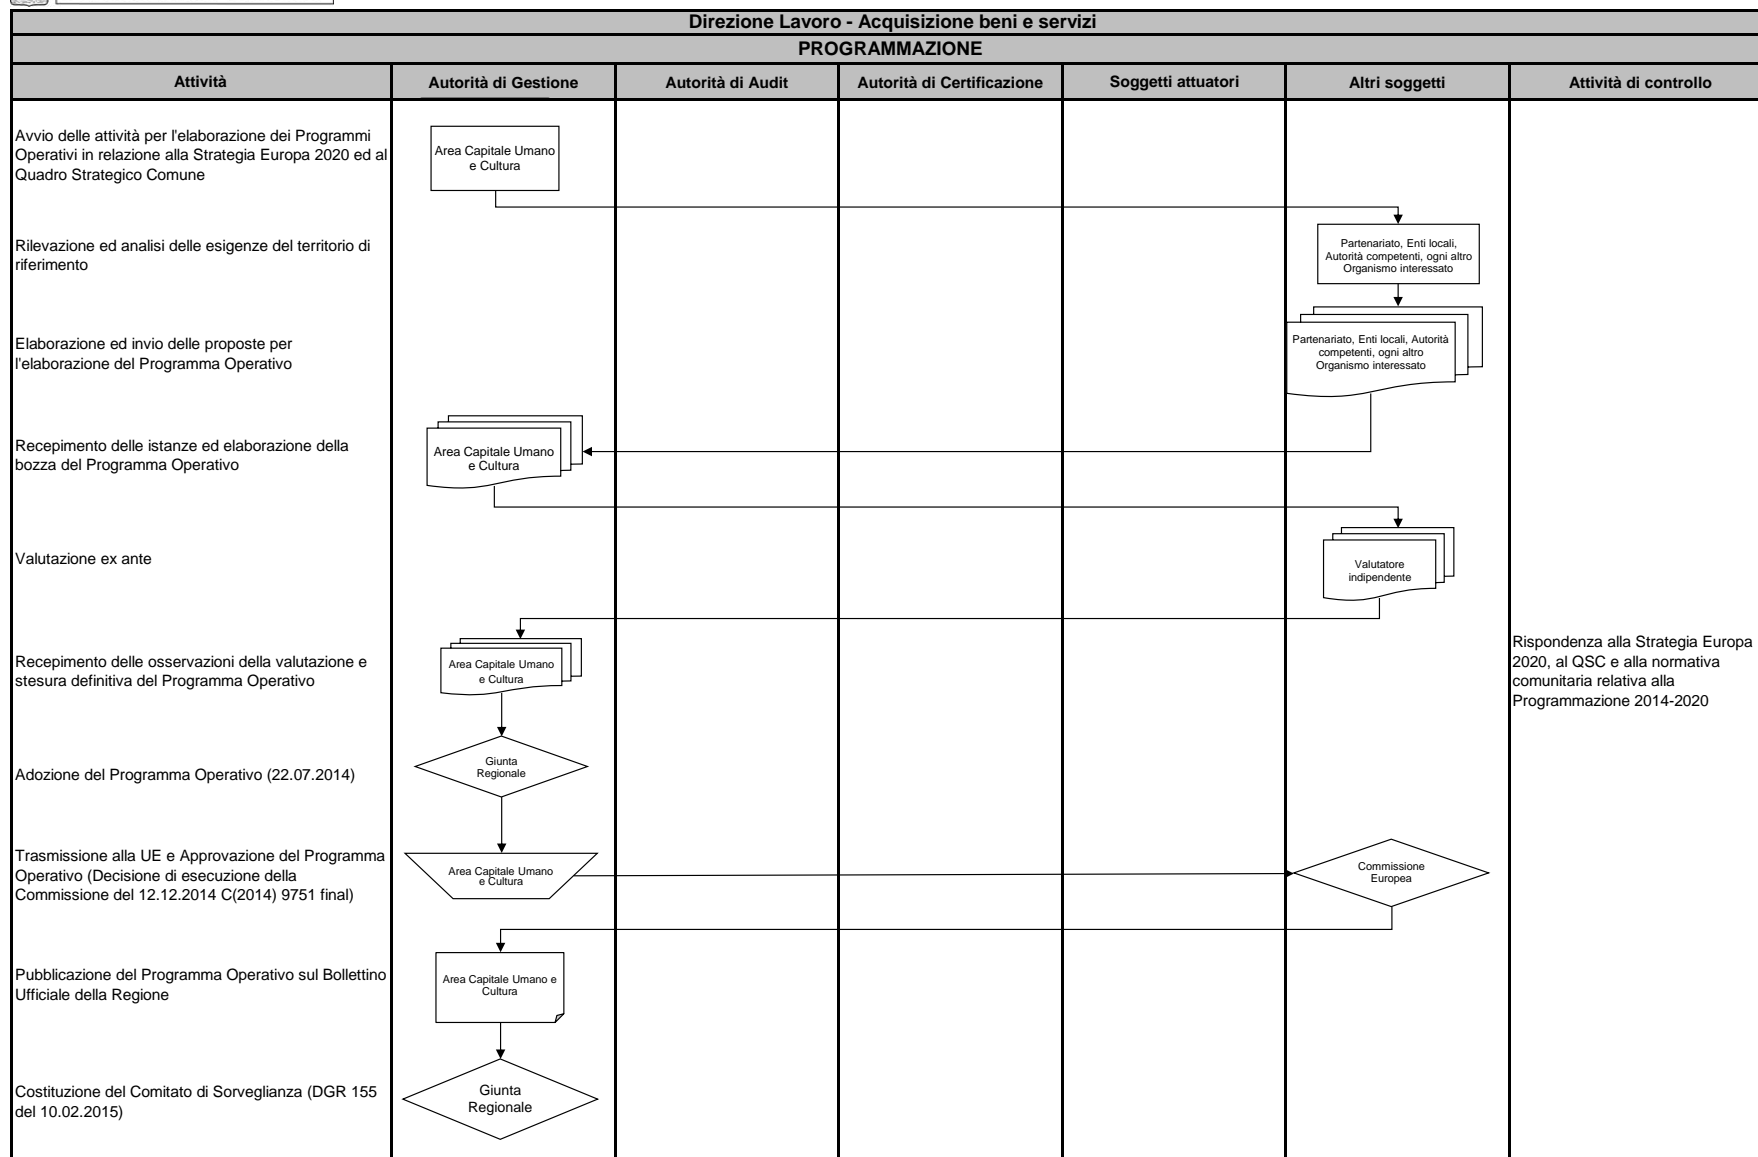 Direzione Lavoro - Acquisizione beni e servizi
PROGRAMMAZIONE
Attività
Autorità di Gestione
Autorità di Audit
Autorità di Certificazione
Soggetti attuatori
Altri soggetti
Attività di controllo
Avvio delle attività per l'elaborazione dei Programmi
Operativi in relazione alla Strategia Europa 2020 ed al
Quadro Strategico Comune
Area Capitale Umano
e Cultura
Rilevazione ed analisi delle esigenze del territorio di
riferimento
Partenariato, Enti locali,
Autorità competenti, ogni altro
Organismo interessato
Elaborazione ed invio delle proposte per
l'elaborazione del Programma Operativo
Partenariato, Enti locali, Autorità
competenti, ogni altro
Organismo interessato
Recepimento delle istanze ed elaborazione della
bozza del Programma Operativo
Area Capitale Umano
e Cultura
Valutazione ex ante
Valutatore
indipendente
Recepimento delle osservazioni della valutazione e
stesura definitiva del Programma Operativo
Area Capitale Umano
e Cultura
Rispondenza alla Strategia Europa
2020, al QSC e alla normativa
comunitaria relativa alla
Programmazione 2014-2020
Adozione del Programma Operativo (22.07.2014)
Giunta
Regionale
Trasmissione alla UE e Approvazione del Programma
Operativo (Decisione di esecuzione della
Commissione del 12.12.2014 C(2014) 9751 final)
Area Capitale Umano
e Cultura
Commissione
Europea
Pubblicazione del Programma Operativo sul Bollettino
Ufficiale della Regione
Area Capitale Umano e
Cultura
Costituzione del Comitato di Sorveglianza (DGR 155
del 10.02.2015)
Giunta
Regionale